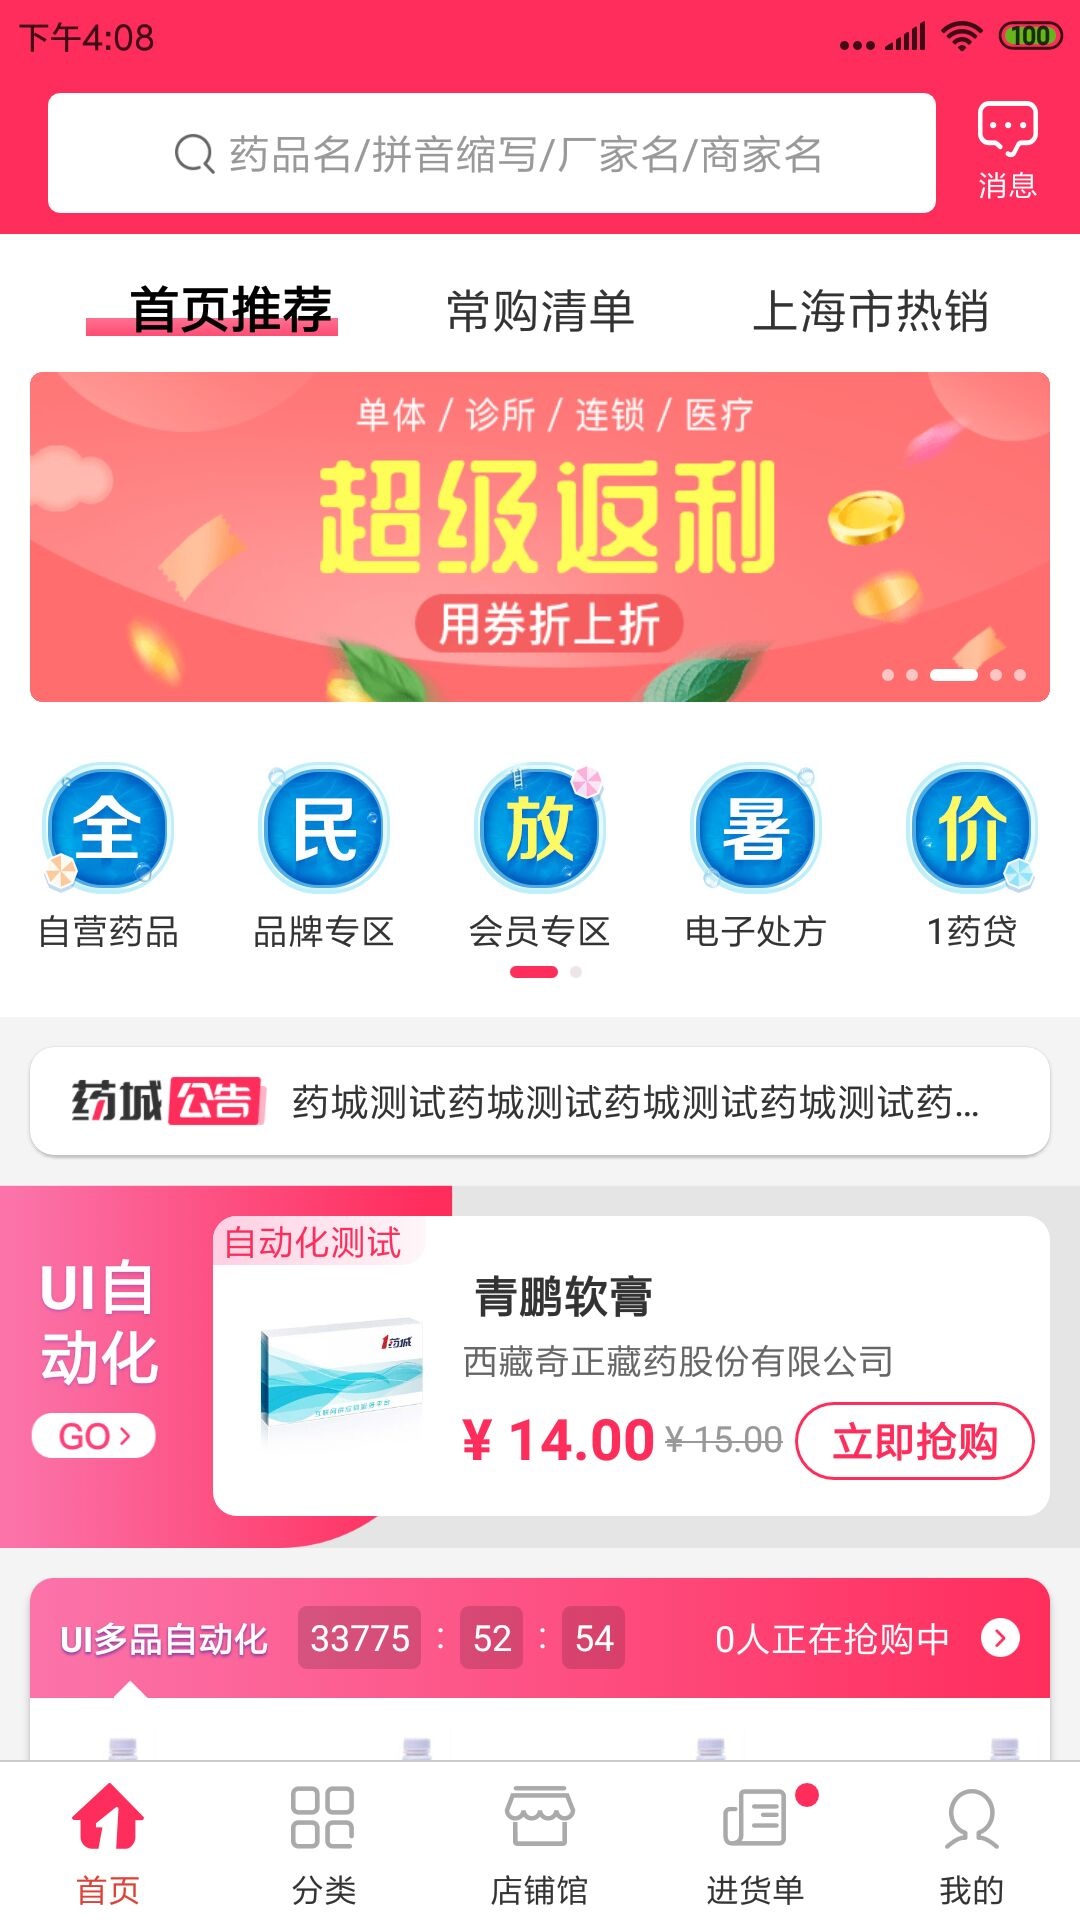 下午4:08
100
药品名/拼音缩写/厂家名/商家名
消息
首页推荐 常购清单 上海市热销
单体 / 诊所 / 连锁 / 医疗
超级返利
用券折上折
全 民 放 暑 价
自营药品 品牌专区 会员专区 电子处方 1药贷
药城公告 药城测试药城测试药城测试药城测试药...
自动化测试
UI自
动化
GO
1药城
青鹏软膏
西藏奇正藏药股份有限公司
¥ 14.00 ¥ 15.00 立即抢购
UI多品自动化 33775 : 52 : 54 0人正在抢购中
首页 分类 店铺馆 进货单 我的